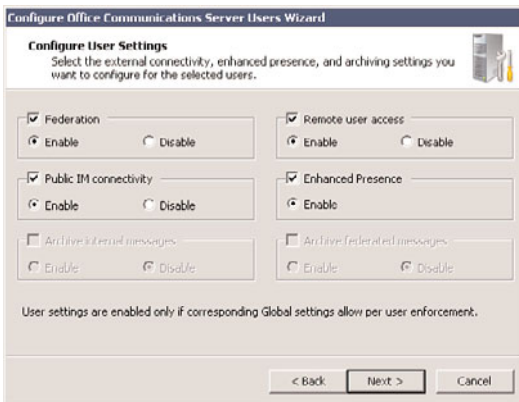 Configure Office Communications Server Users Wizard
Configure User Settings
Select the external connectivity, enhanced presence, and archiving settings you
want to configure for the selected users.
Federation
Enable Disable
Remote user access
Enable Disable
Public IM connectivity
Enable Disable
Enhanced Presence
Enable
Archive internal messages
Enable Disable
Archive federated messages
Enable Disable
User settings are enabled only if corresponding Global settings allow per user enforcement.
< Back Next > Cancel